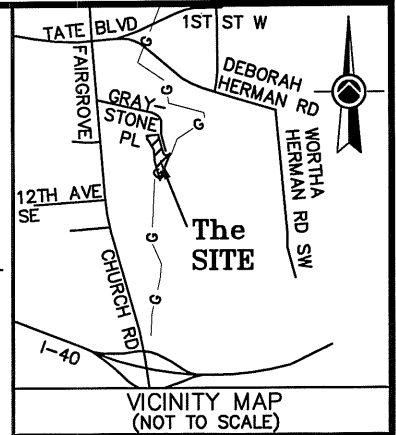 TATE BLVD
1ST ST W
G
FAIRGROVE
CHURCH RD
GRAY-
STONE
PL
G
G
DEBORAH
HERMAN RD
WORTHA
HERMAN RD SW
12TH AVE
SE
G
The
SITE
G
G
I-40
VICINITY MAP
(NOT TO SCALE)